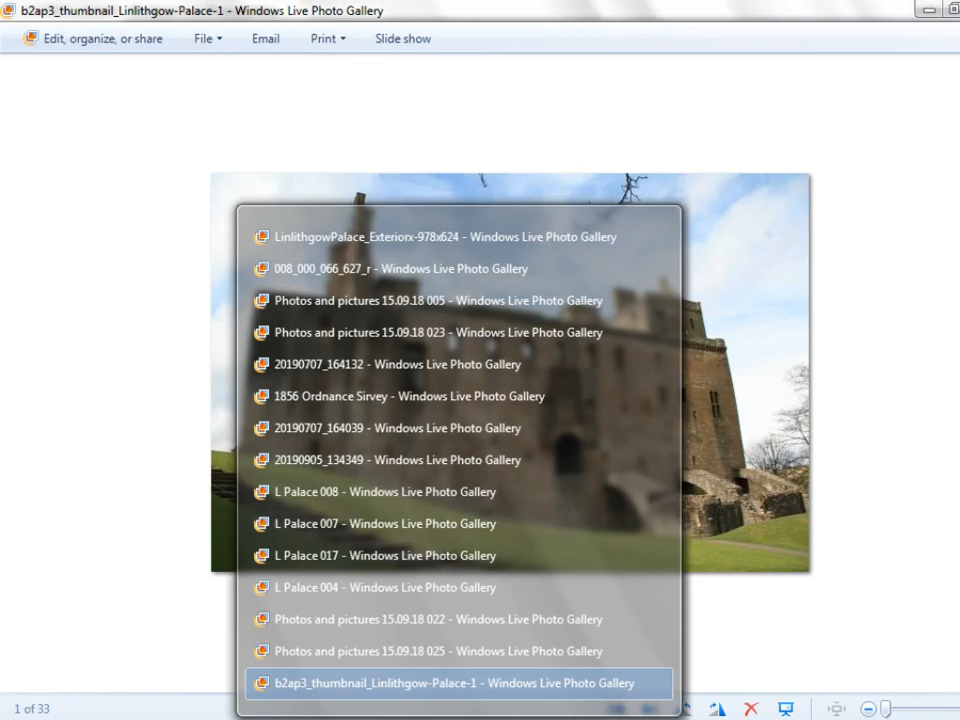 b2ap3_thumbnail_Linlithgow-Palace-1 - Windows Live Photo Gallery
Edit, organize, or share File Email Print Slide show
LinlithgowPalace_Exteriorx-978x624 - Windows Live Photo Gallery
008_000_066_627_r - Windows Live Photo Gallery
Photos and pictures 15.09.18 005 - Windows Live Photo Gallery
Photos and pictures 15.09.18 023 - Windows Live Photo Gallery
20190707_164132 - Windows Live Photo Gallery
1856 Ordnance Sirvey - Windows Live Photo Gallery
20190707_164039 - Windows Live Photo Gallery
20190905_134349 - Windows Live Photo Gallery
L Palace 008 - Windows Live Photo Gallery
L Palace 007 - Windows Live Photo Gallery
L Palace 017 - Windows Live Photo Gallery
L Palace 004 - Windows Live Photo Gallery
Photos and pictures 15.09.18 022 - Windows Live Photo Gallery
Photos and pictures 15.09.18 025 - Windows Live Photo Gallery
b2ap3_thumbnail_Linlithgow-Palace-1 - Windows Live Photo Gallery
1 of 33